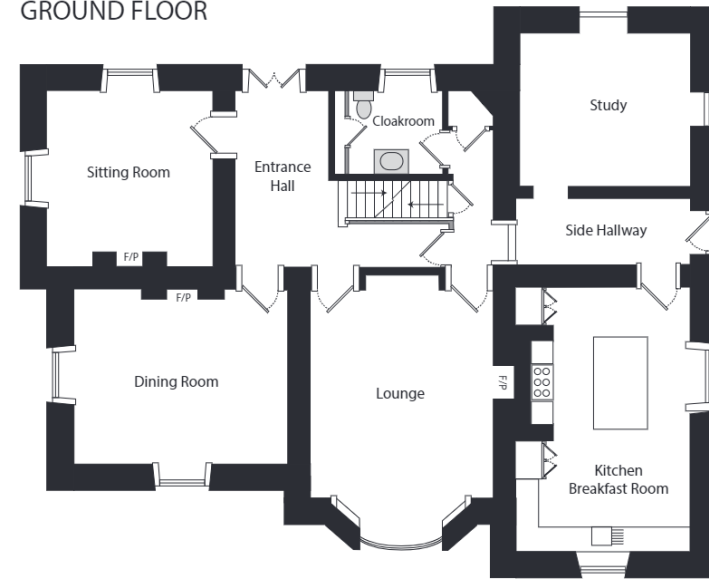 GROUND FLOOR
Study
Cloakroom
Sitting Room
Entrance
Hall
Side Hallway
F/P
F/P
Dining Room
Lounge
F/P
Kitchen
Breakfast Room